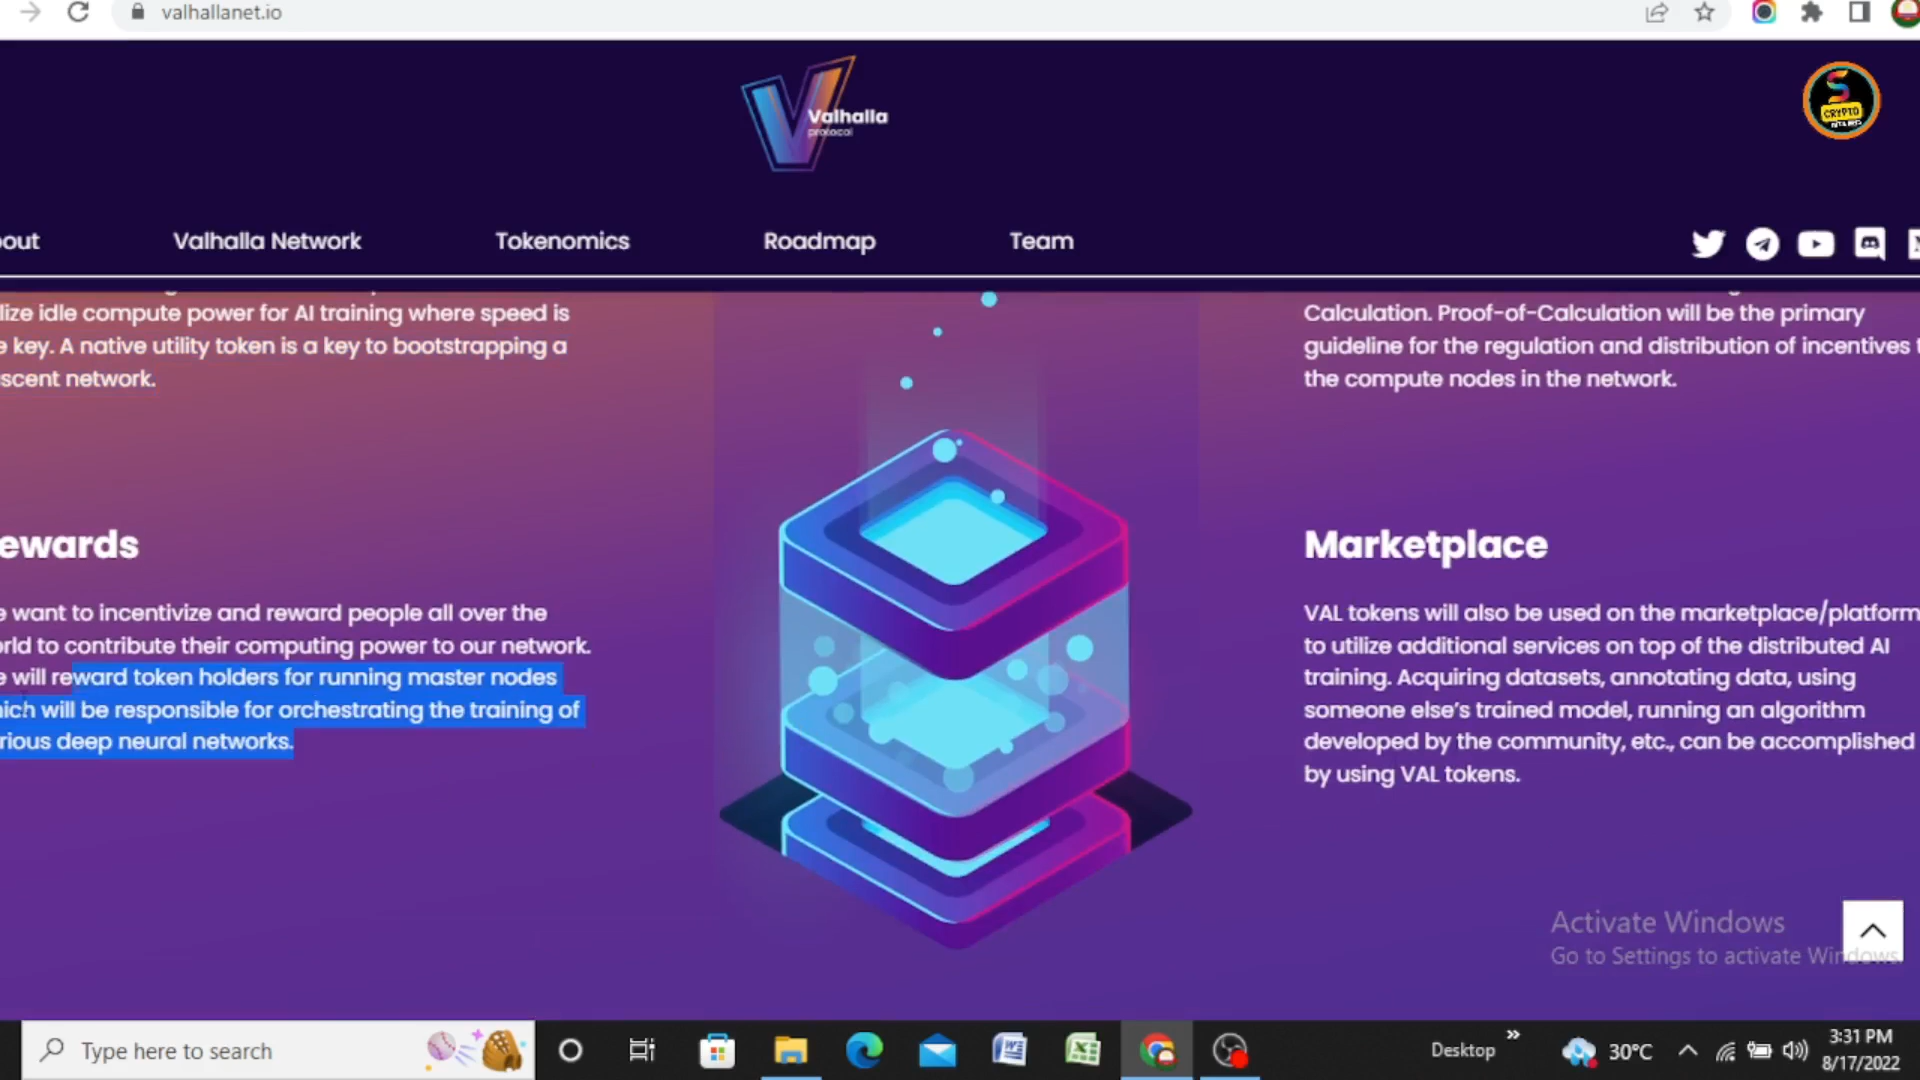 valhallanet.io
Valhalla
protocol
CRYPTO
out
Valhalla Network
Tokenomics
Roadmap
Team
lize idle compute power for AI training where speed is
e key. A native utility token is a key to bootstrapping a
scent network.
Calculation. Proof-of-Calculation will be the primary
guideline for the regulation and distribution of incentives t
the compute nodes in the network.
ewards
e want to incentivize and reward people all over the
orld to contribute their computing power to our network.
e will reward token holders for running master nodes
hich will be responsible for orchestrating the training of
rious deep neural networks.
Marketplace
VAL tokens will also be used on the marketplace/platform
to utilize additional services on top of the distributed AI
training. Acquiring datasets, annotating data, using
someone else’s trained model, running an algorithm
developed by the community, etc., can be accomplished
by using VAL tokens.
Activate Windows
Go to Settings to activate Windows.
Type here to search
Desktop
30°C
3:31 PM
8/17/2022